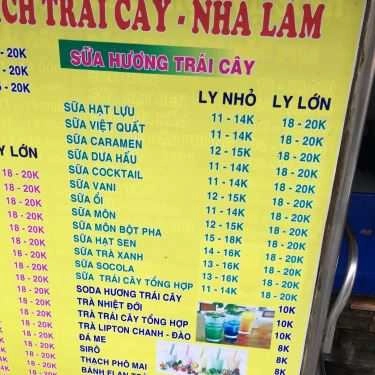 ÁCH TRÁI CÂY - NHÀ LÀM
SỮA HƯƠNG TRÁI CÂY
- 20K
- 20K
- 20K
LY LỚN
18 - 20K
18 - 20K
18 - 20K
18 - 20K
18 - 20K
18 - 20K
18 - 20K
18 - 20K
18 - 20K
18 - 20K
18 - 20K
18 - 20K
18 - 20K
18 - 20K
LY NHỎ LY LỚN
SỮA HẠT LỰU 11 - 14K 18 - 20K
SỮA VIỆT QUẤT 11 - 14K 18 - 20K
SỮA CARAMEN 12 - 15K 18 - 20K
SỮA DƯA HẤU 11 - 14K 18 - 20K
SỮA COCKTAIL 11 - 14K 18 - 20K
SỮA VANI 12 - 15K 18 - 20K
SỮA ỔI 11 - 14K 18 - 20K
SỮA MÔN 12 - 15K 18 - 20K
SỮA MÔN BỘT PHA 15 - 18K 18 - 20K
SỮA HẠT SEN 14 - 16K 18 - 20K
SỮA TRÀ XANH 14 - 16K 18 - 20K
SỮA SOCOLA 13 - 16K 18 - 20K
SỮA TRÁI CÂY TỔNG HỢP 11 - 14K 18 - 20K
SODA HƯƠNG TRÁI CÂY 10K
TRÀ NHIỆT ĐỚI 10K
TRÀ TRÁI CÂY TỔNG HỢP 10K
TRÀ LIPTON CHANH - ĐÀO 8K
ĐÁ ME 8K
SIRÔ 8K
THẠCH PHÔ MAI
BÁNH FLAN